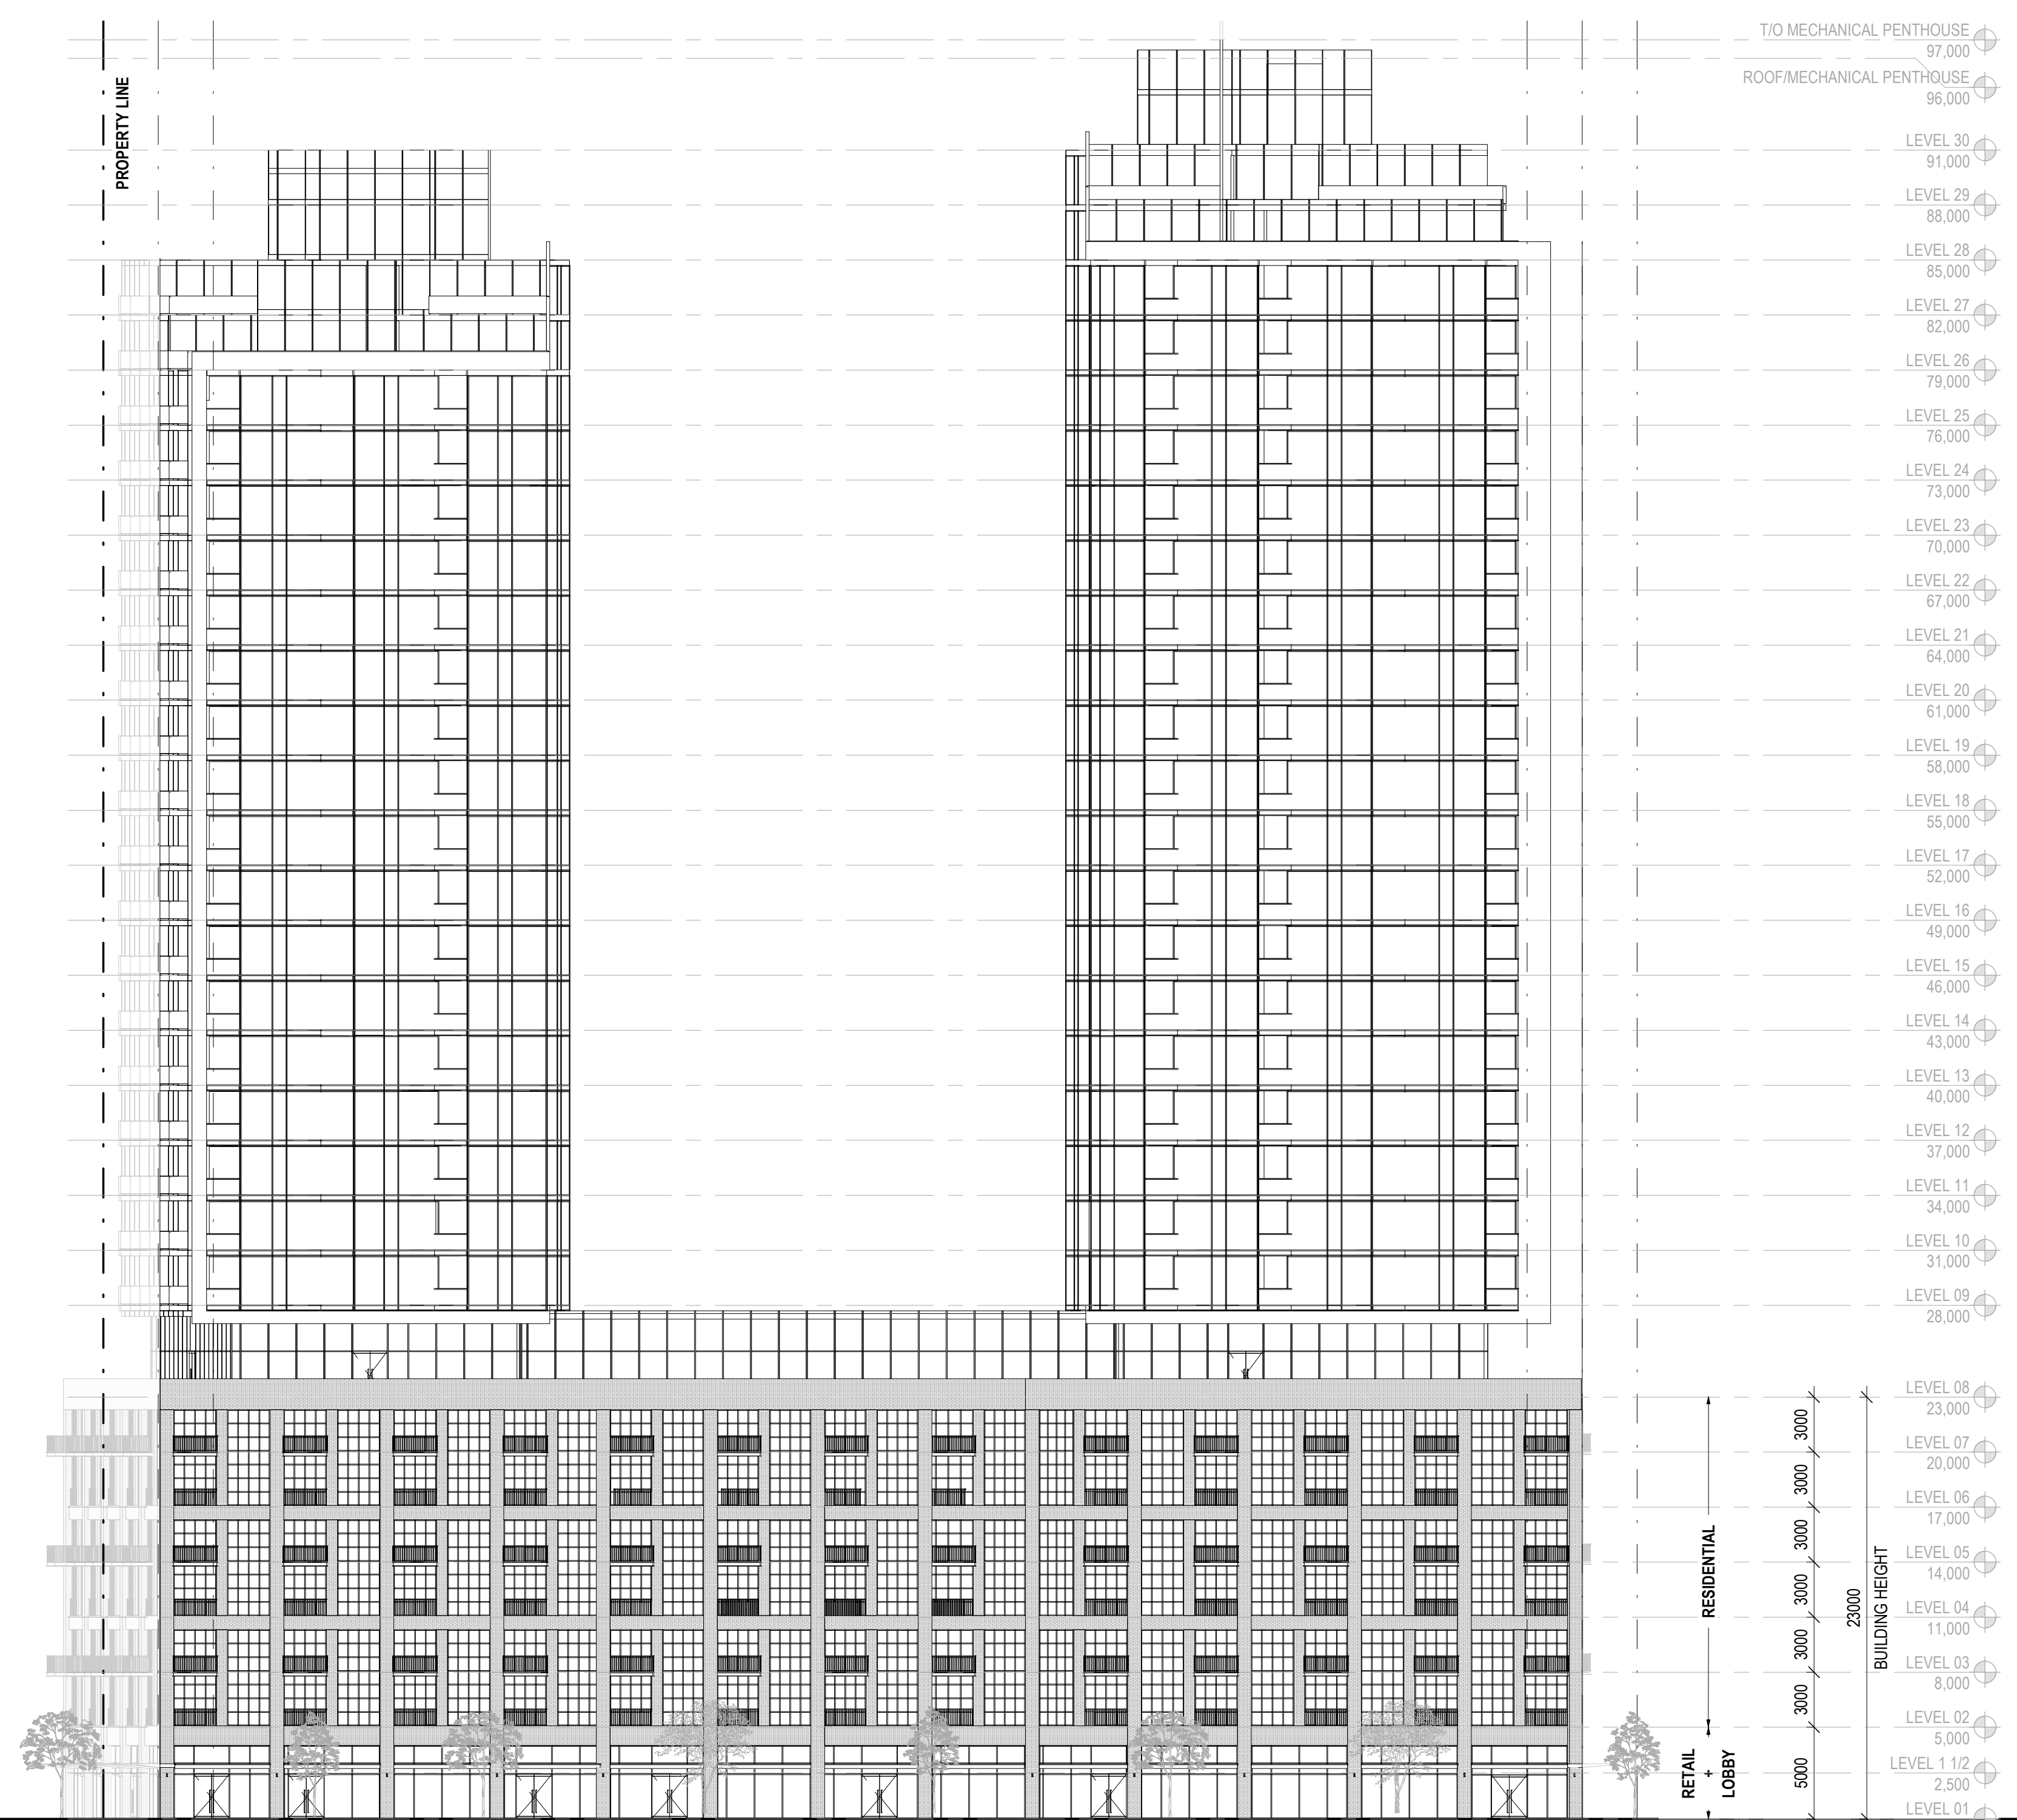 T/O MECHANICAL PENTHOUSE
97,000
ROOF/MECHANICAL PENTHOUSE
96,000
PROPERTY LINE
LEVEL 30
91,000
LEVEL 29
88,000
LEVEL 28
85,000
LEVEL 27
82,000
LEVEL 26
79,000
LEVEL 25
76,000
LEVEL 24
73,000
LEVEL 23
70,000
LEVEL 22
67,000
LEVEL 21
64,000
LEVEL 20
61,000
LEVEL 19
58,000
LEVEL 18
55,000
LEVEL 17
52,000
LEVEL 16
49,000
LEVEL 15
46,000
LEVEL 14
43,000
LEVEL 13
40,000
LEVEL 12
37,000
LEVEL 11
34,000
LEVEL 10
31,000
LEVEL 09
28,000
LEVEL 08
23,000
3000
LEVEL 07
20,000
3000
LEVEL 06
17,000
3000
LEVEL 05
14,000
3000
LEVEL 04
11,000
3000
LEVEL 03
8,000
3000
LEVEL 02
5,000
LEVEL 1 1/2
2,500
5000
LEVEL 01
RESIDENTIAL
23000
BUILDING HEIGHT
RETAIL
+
LOBBY